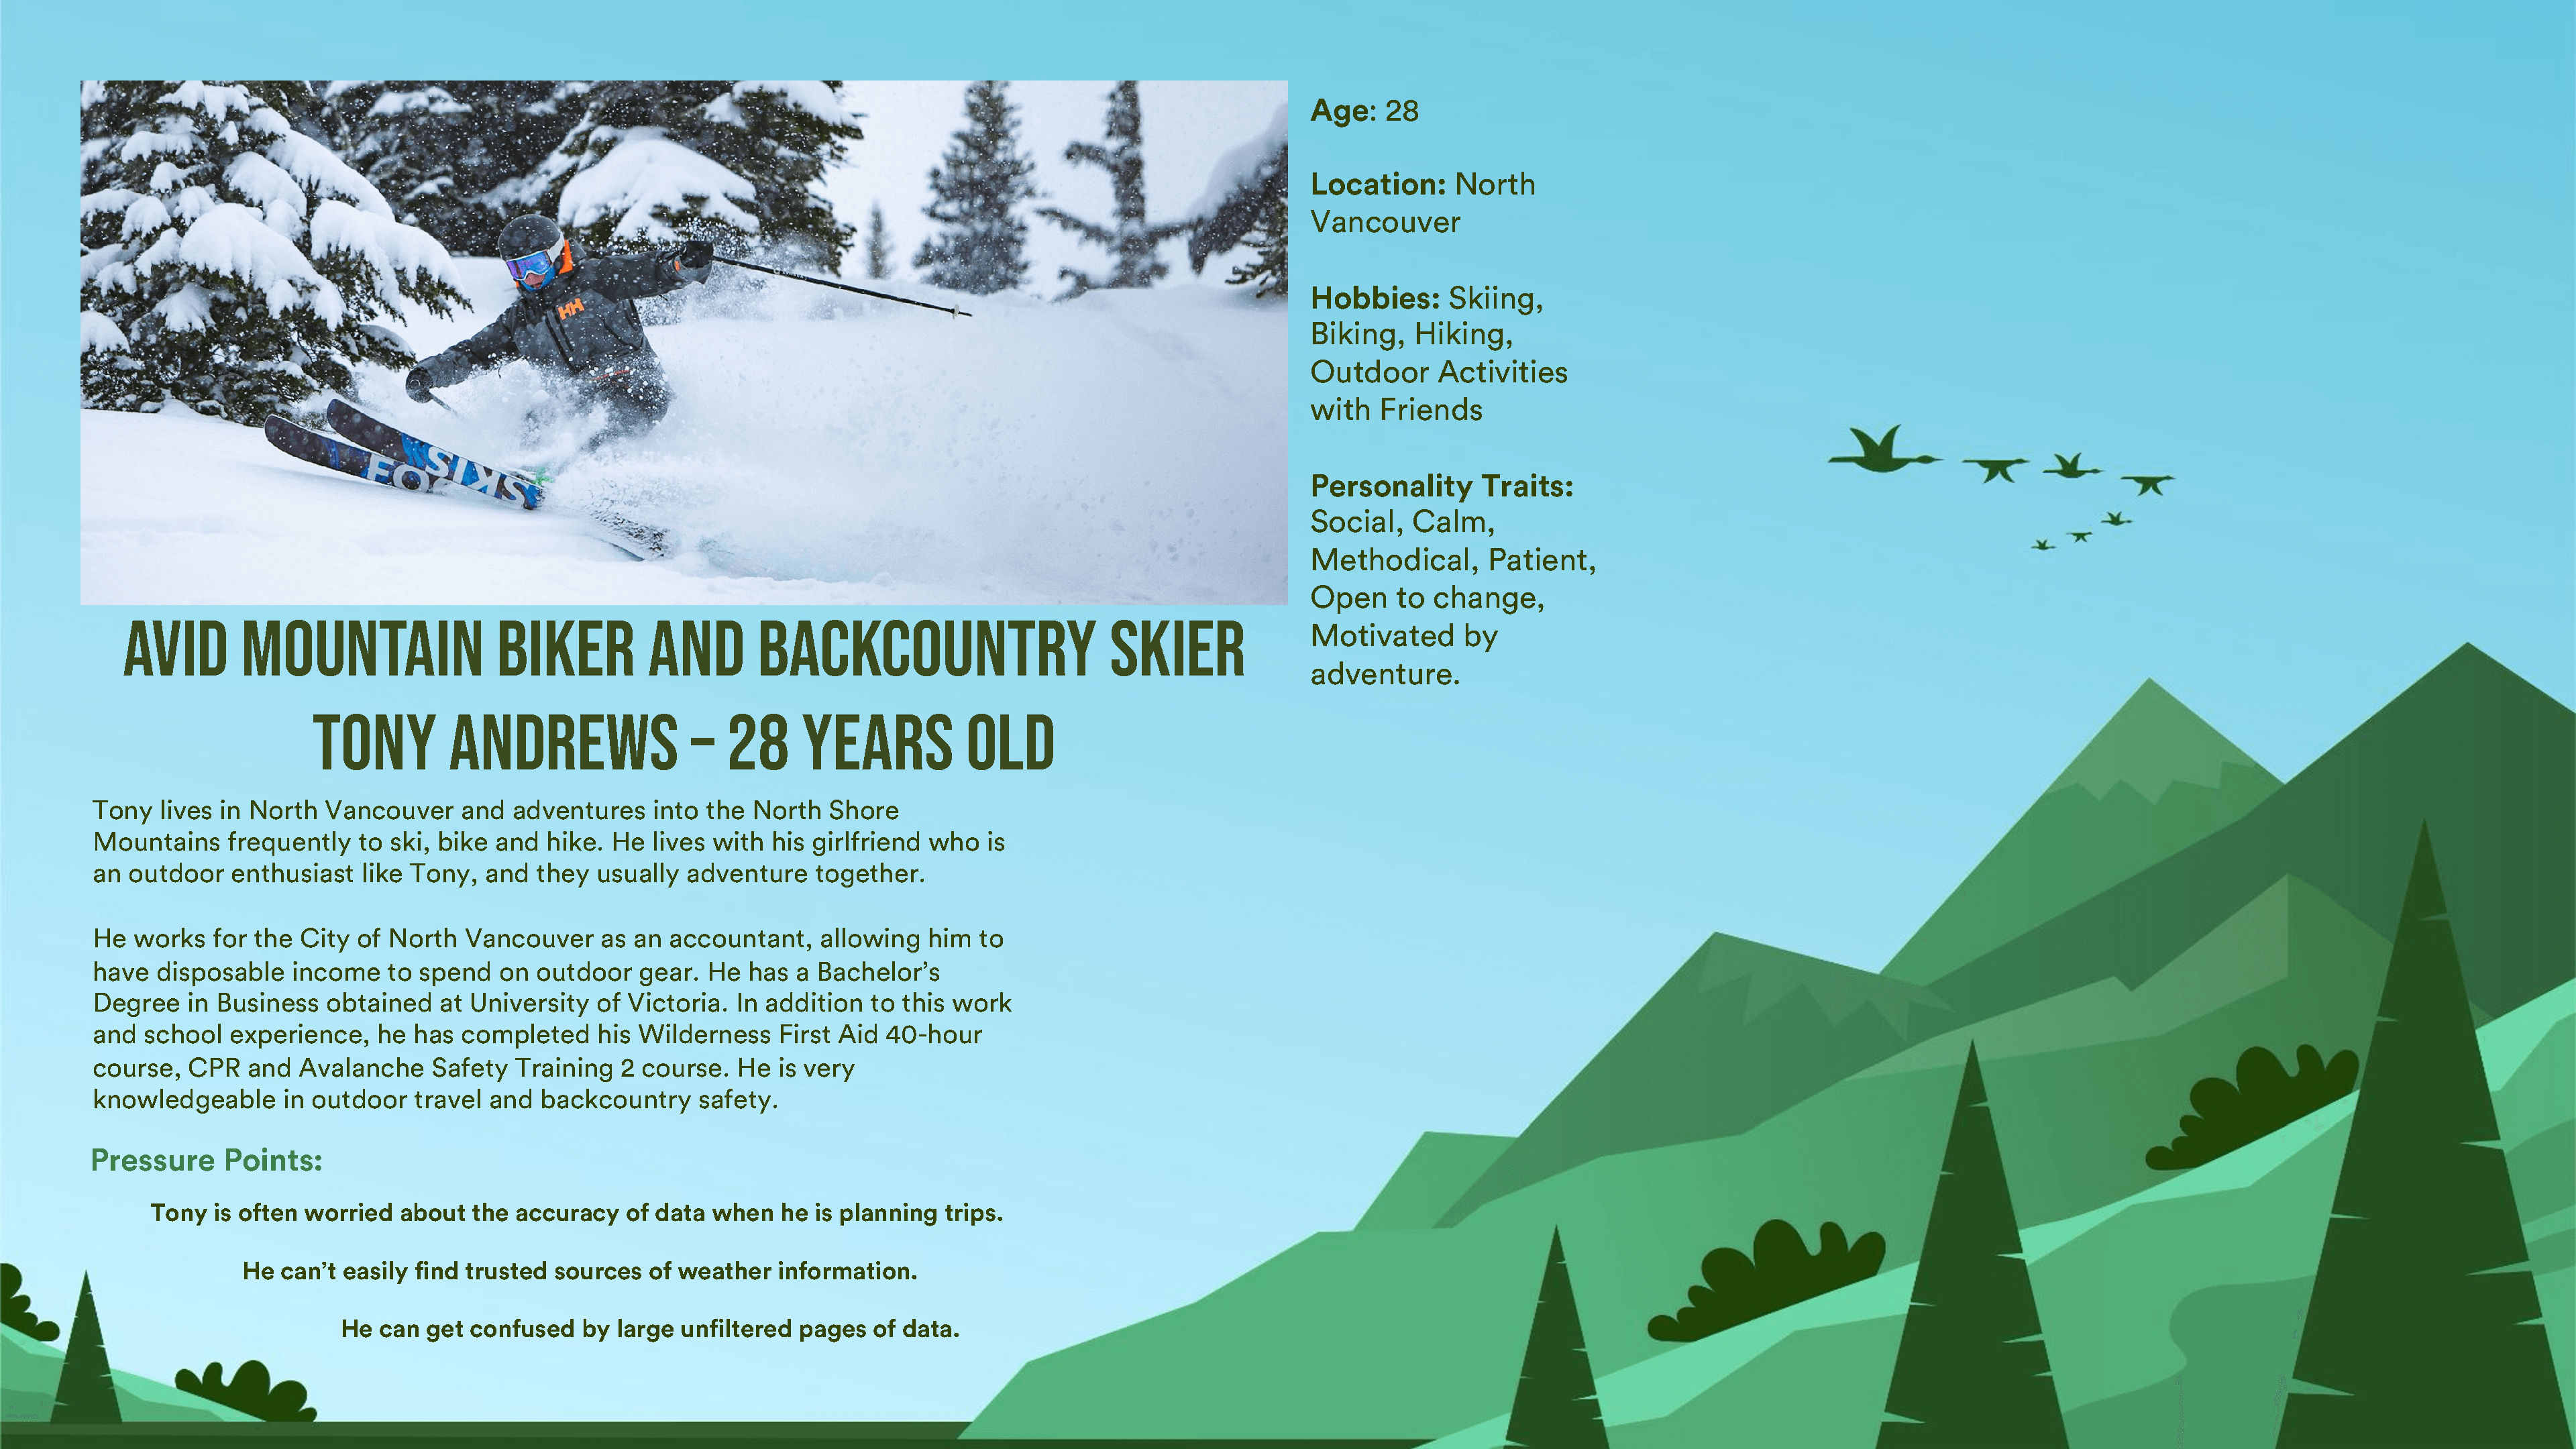 HH
FO
SKIS
AVID MOUNTAIN BIKER AND BACKCOUNTRY SKIER
TONY ANDREWS – 28 YEARS OLD
Tony lives in North Vancouver and adventures into the North Shore
Mountains frequently to ski, bike and hike. He lives with his girlfriend who is
an outdoor enthusiast like Tony, and they usually adventure together.
He works for the City of North Vancouver as an accountant, allowing him to
have disposable income to spend on outdoor gear. He has a Bachelor’s
Degree in Business obtained at University of Victoria. In addition to this work
and school experience, he has completed his Wilderness First Aid 40-hour
course, CPR and Avalanche Safety Training 2 course. He is very
knowledgeable in outdoor travel and backcountry safety.
Pressure Points:
Tony is often worried about the accuracy of data when he is planning trips.
He can’t easily find trusted sources of weather information.
He can get confused by large unfiltered pages of data.
Age: 28
Location: North
Vancouver
Hobbies: Skiing,
Biking, Hiking,
Outdoor Activities
with Friends
Personality Traits:
Social, Calm,
Methodical, Patient,
Open to change,
Motivated by
adventure.